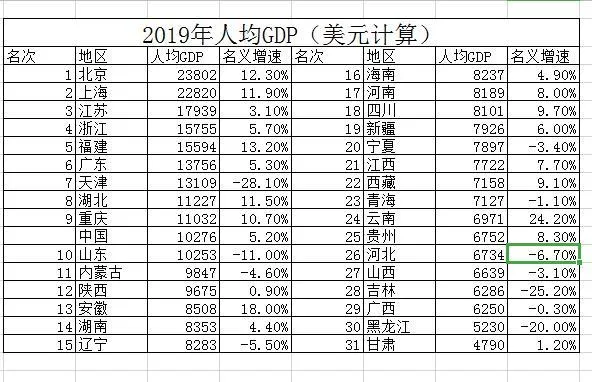 2019年人均GDP（美元计算）
名次 地区 人均GDP 名义增速 名次 地区 人均GDP 名义增速
1 北京 23802 12.30% 16 海南 8237 4.90%
2 上海 22820 11.90% 17 河南 8189 8.00%
3 江苏 17939 3.10% 18 四川 8101 9.70%
4 浙江 15755 5.70% 19 新疆 7926 6.00%
5 福建 15594 13.20% 20 宁夏 7897 -3.40%
6 广东 13756 5.30% 21 江西 7722 7.70%
7 天津 13109 -28.10% 22 西藏 7158 9.10%
8 湖北 11227 11.50% 23 青海 7127 -1.10%
9 重庆 11032 10.70% 24 云南 6971 24.20%
中国 10276 5.20% 25 贵州 6752 8.30%
10 山东 10253 -11.00% 26 河北 6734 -6.70%
11 内蒙古 9847 -4.60% 27 山西 6639 -3.10%
12 陕西 9675 0.90% 28 吉林 6286 -25.20%
13 安徽 8508 18.00% 29 广西 6250 -0.30%
14 湖南 8353 4.40% 30 黑龙江 5230 -20.00%
15 辽宁 8283 -5.50% 31 甘肃 4790 1.20%